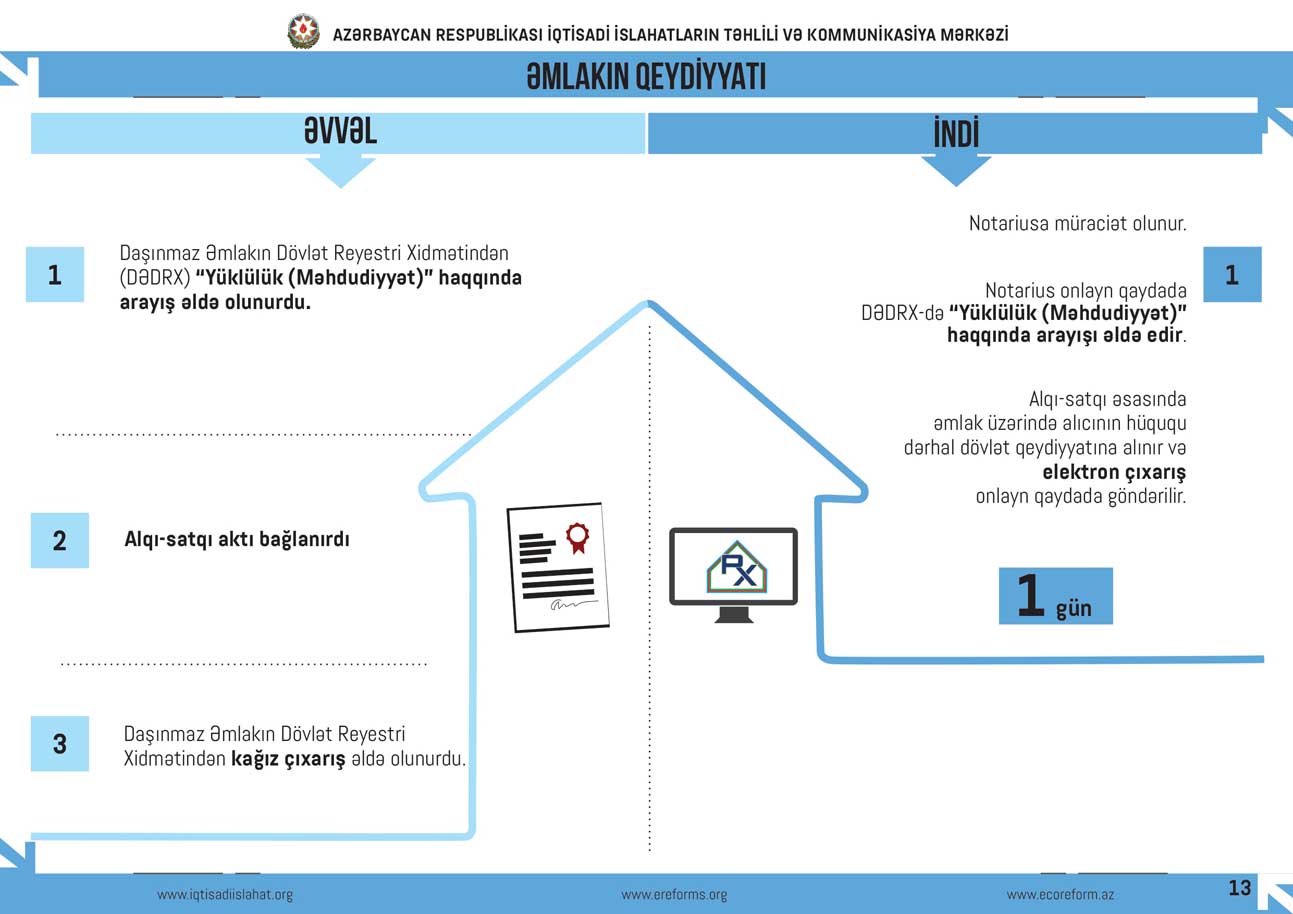 AZƏRBAYCAN RESPUBLİKASI İQTİSADİ İSLAHATLARIN TƏHLİLİ VƏ KOMMUNİKASİYA MƏRKƏZİ
ƏMLAKIN QEYDİYYATI
ƏVVƏL
1
Daşınmaz Əmlakın Dövlət Reyestri Xidmətindən
(DƏDRX) “Yüklülük (Məhdudiyyət)” haqqında
arayış əldə olunurdu.
2
Alqı-satqı aktı bağlanırdı
3
Daşınmaz Əmlakın Dövlət Reyestri
Xidmətindən kağız çıxarış əldə olunurdu.
İNDİ
Notariusa müraciət olunur.
1
Notarius onlayn qaydada
DƏDRX-də “Yüklülük (Məhdudiyyət)”
haqqında arayışı əldə edir.
Alqı-satqı əsasında
əmlak üzərində alıcının hüququ
dərhal dövlət qeydiyyatına alınır və
elektron çıxarış
onlayn qaydada göndərilir.
RX
1 gün
www.iqtisadiislahat.org
www.ereforms.org
www.ecoreform.az
13